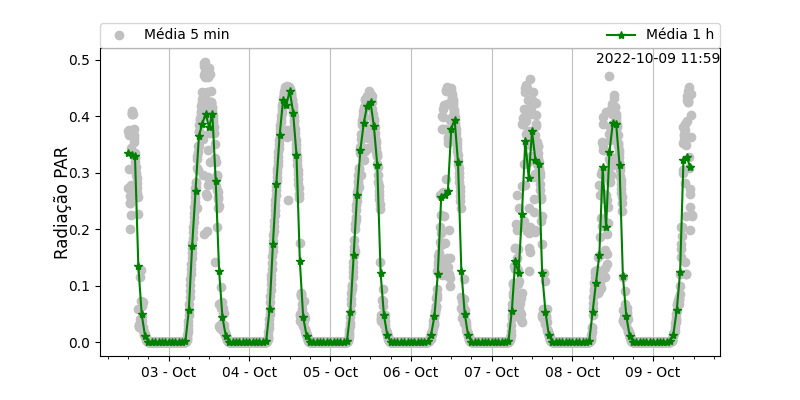 Média 5 min
Média 1 h
2022-10-09 11:59
Radiação PAR
0.5
0.4
0.3
0.2
0.1
0.0
03 - Oct
04 - Oct
05 - Oct
06 - Oct
07 - Oct
08 - Oct
09 - Oct